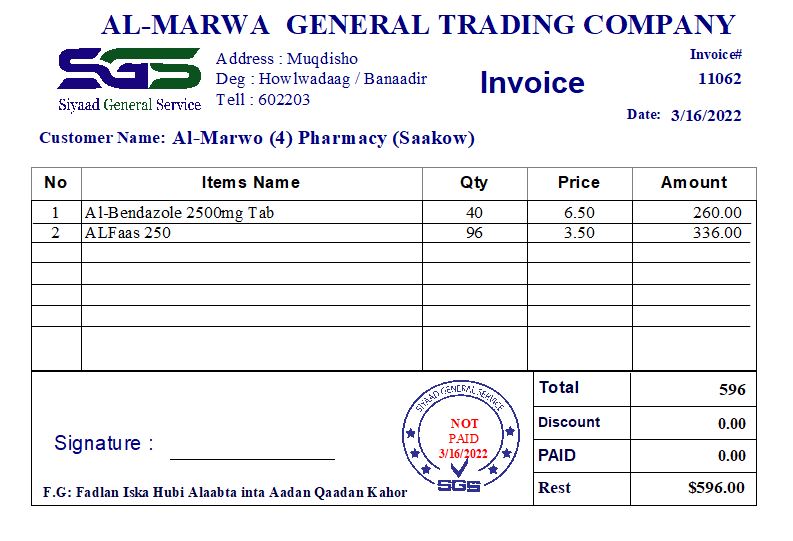 AL-MARWA GENERAL TRADING COMPANY
SGS
Siyaad General Service
Address : Muqdisho
Deg : Howlwadaag / Banaadir
Tell : 602203
Invoice
Invoice#
11062
Date: 3/16/2022
Customer Name: Al-Marwo (4) Pharmacy (Saakow)
No Items Name Qty Price Amount
1 Al-Bendazole 2500mg Tab 40 6.50 260.00
2 ALFaas 250 96 3.50 336.00
Total 596
Discount 0.00
PAID 0.00
Rest $596.00
SIYAAD GENERAL SERVICE
NOT
PAID
3/16/2022
SGS
Signature :
F.G: Fadlan Iska Hubi Alaabta inta Aadan Qaadan Kahor